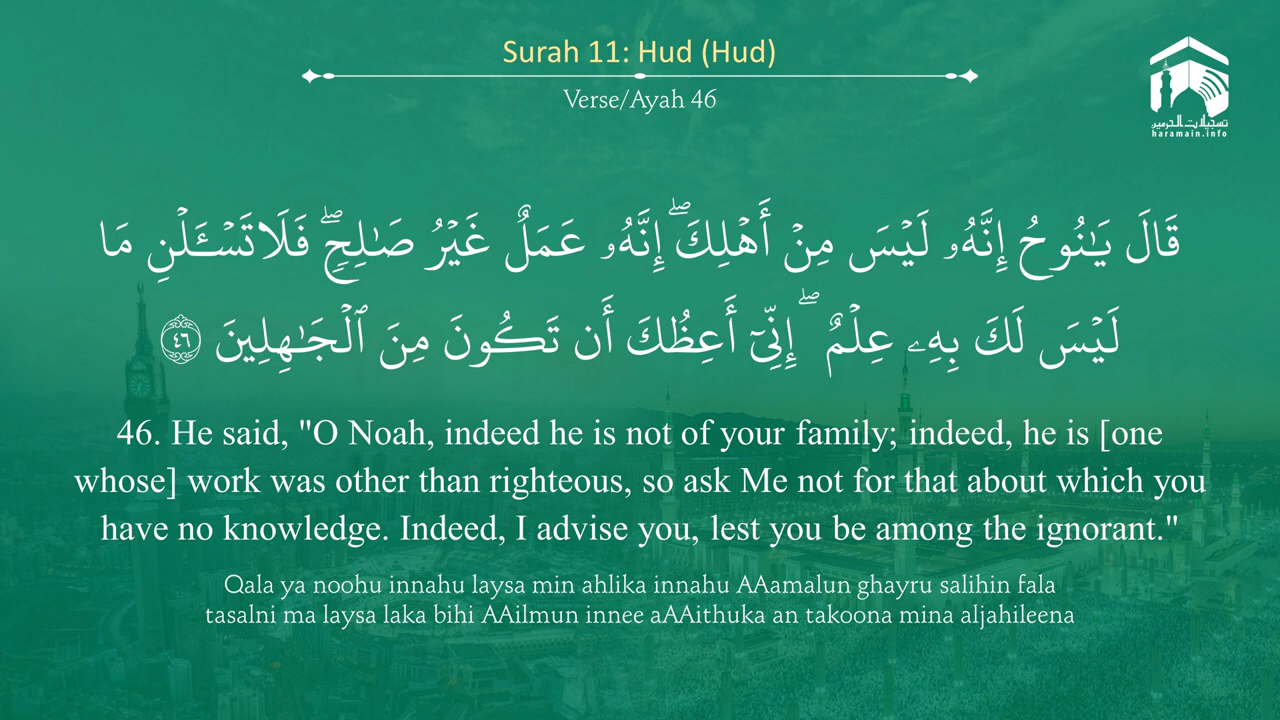 Surah 11: Hud (Hud)
Verse/Ayah 46
تسجيلات الحرمين
haramain.info
قَالَ يَـٰنُوحُ إِنَّهُۥ لَيْسَ مِنْ أَهْلِكَ ۖ إِنَّهُۥ عَمَلٌ غَيْرُ صَـٰلِحٍ ۖ فَلَا تَسْـَٔلْنِ مَا
لَيْسَ لَكَ بِهِۦ عِلْمٌ ۖ إِنِّىٓ أَعِظُكَ أَن تَكُونَ مِنَ ٱلْجَـٰهِلِينَ ٤٦
46. He said, "O Noah, indeed he is not of your family; indeed, he is [one
whose] work was other than righteous, so ask Me not for that about which you
have no knowledge. Indeed, I advise you, lest you be among the ignorant."
Qala ya noohu innahu laysa min ahlika innahu AAamalun ghayru salihin fala
tasalni ma laysa laka bihi AAilmun innee aAAithuka an takoona mina aljahileena